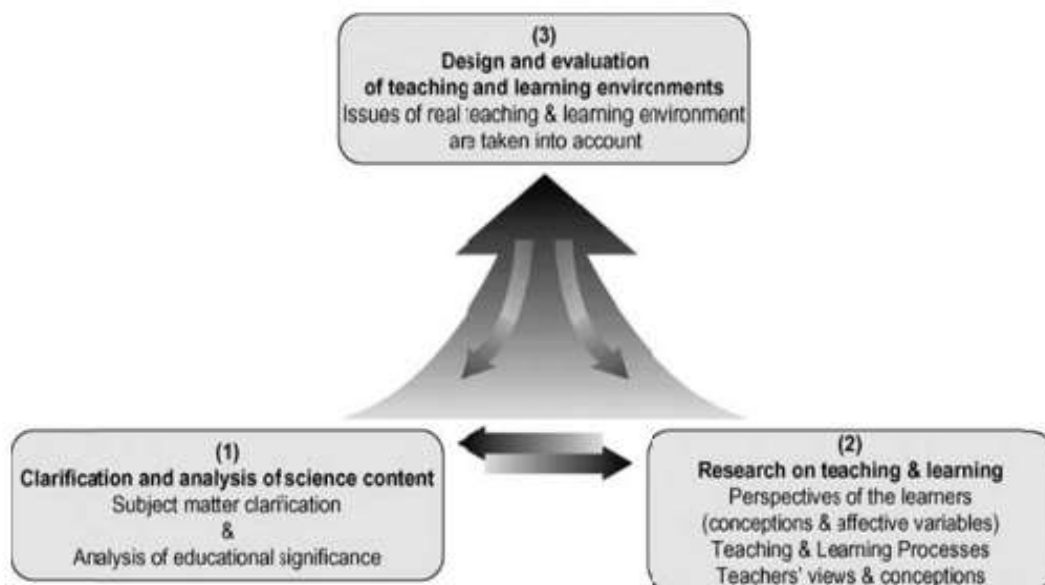 (3)
Design and evaluation
of teaching and learning environments
Issues of real teaching & learning environment
are taken into account
(1)
Clarification and analysis of science content
Subject matter clarification
&
Analysis of educational significance
(2)
Research on teaching & learning
Perspectives of the learners
(conceptions & affective variables)
Teaching & Learning Processes
Teachers' views & conceptions